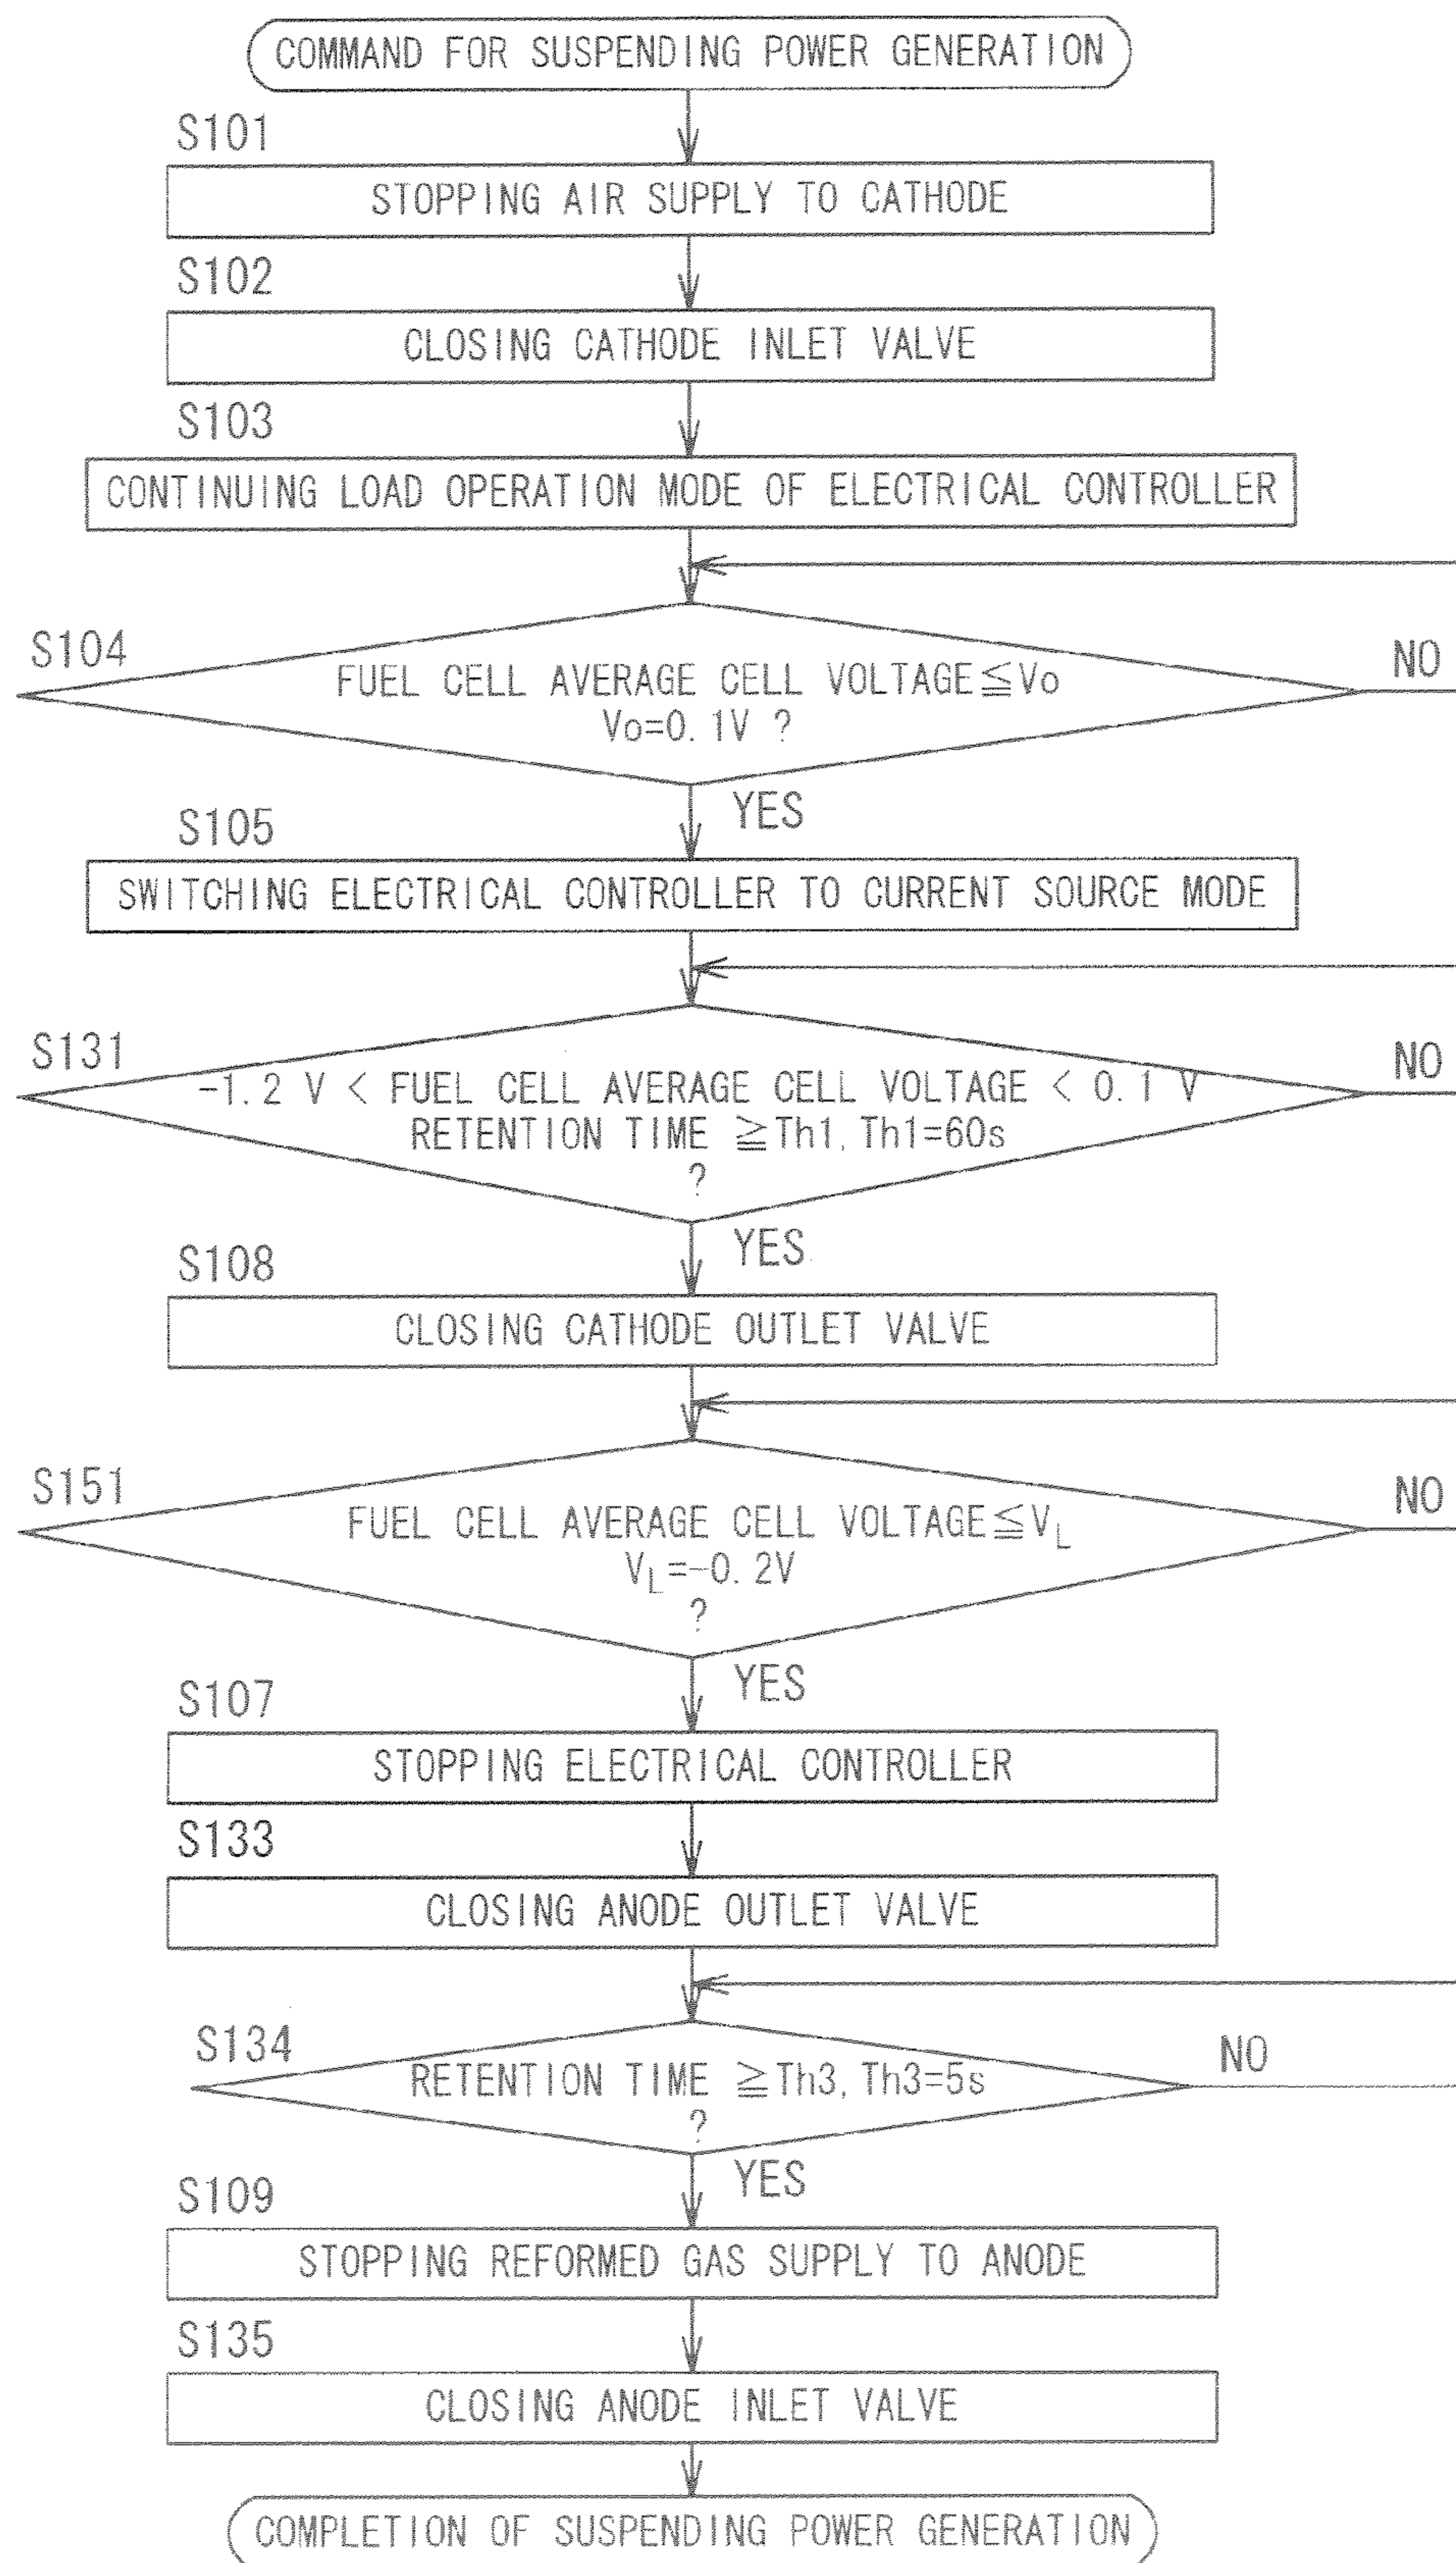 COMMAND FOR SUSPENDING POWER GENERATION
S101
STOPPING AIR SUPPLY TO CATHODE
S102
CLOSING CATHODE INLET VALVE
S103
CONTINUING LOAD OPERATION MODE OF ELECTRICAL CONTROLLER
S104
NO
FUEL CELL AVERAGE CELL VOLTAGE≦Vo
Vo=0.1V ?
YES
S105
SWITCHING ELECTRICAL CONTROLLER TO CURRENT SOURCE MODE
S131
NO
-1.2 V < FUEL CELL AVERAGE CELL VOLTAGE < 0.1 V
RETENTION TIME ≧Th1, Th1=60s
?
YES
S108
CLOSING CATHODE OUTLET VALVE
S151
NO
FUEL CELL AVERAGE CELL VOLTAGE≦VL
VL=-0.2V
?
YES
S107
STOPPING ELECTRICAL CONTROLLER
S133
CLOSING ANODE OUTLET VALVE
S134
NO
RETENTION TIME ≧Th3, Th3=5s
?
YES
S109
STOPPING REFORMED GAS SUPPLY TO ANODE
S135
CLOSING ANODE INLET VALVE
COMPLETION OF SUSPENDING POWER GENERATION